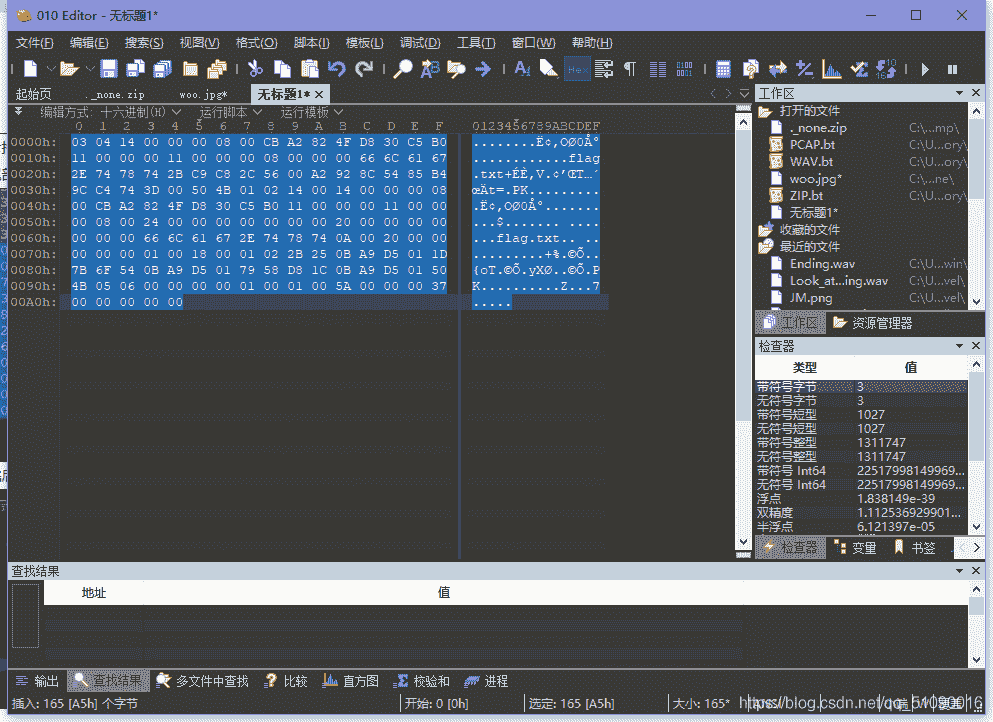 010 Editor - 无标题1*
文件(F) 编辑(E) 搜索(S) 视图(V) 格式(O) 脚本(I) 模板(L) 调试(D) 工具(T) 窗口(W) 帮助(H)
起始页 ._none.zip woo.jpg* 无标题1*
编辑方式: 十六进制(H) 运行脚本 运行模板
0 1 2 3 4 5 6 7 8 9 A B C D E F 0123456789ABCDEF
0000h: 03 04 14 00 00 00 08 00 CB A2 82 4F D8 30 C5 B0 ........Ë¢‚OØ0Å°
0010h: 11 00 00 00 11 00 00 00 08 00 00 00 66 6C 61 67 ............flag
0020h: 2E 74 78 74 2B C9 C8 2C 56 00 A2 92 8C 54 85 B4 .txt+ÉÈ,V.¢’ŒT…´
0030h: 9C C4 74 3D 00 50 4B 01 02 14 00 14 00 00 00 08 œÄt=.PK.........
0040h: 00 CB A2 82 4F D8 30 C5 B0 11 00 00 00 11 00 00 .Ë¢‚OØ0Å°.......
0050h: 00 08 00 24 00 00 00 00 00 00 00 20 00 00 00 00 ...$....... ....
0060h: 00 00 00 66 6C 61 67 2E 74 78 74 0A 00 20 00 00 ...flag.txt.. ..
0070h: 00 00 00 01 00 18 00 01 02 2B 25 0B A9 D5 01 1D .........+%.©Õ..
0080h: 7B 6F 54 0B A9 D5 01 79 58 D8 1C 0B A9 D5 01 50 {oT.©Õ.yXØ..©Õ.P
0090h: 4B 05 06 00 00 00 00 01 00 01 00 5A 00 00 00 37 K..........Z...7
00A0h: 00 00 00 00 00 .....
工作区
打开的文件
._none.zip C:\...mp\
PCAP.bt C:\U...ory\
WAV.bt C:\U...ory\
woo.jpg* C:\...ne\
ZIP.bt C:\U...ory\
无标题1*
收藏的文件
最近的文件
Ending.wav C:\U...win\
Look_at...ing.wav C:\U...vel\
JM.png C:\U...vel\
工作区 资源管理器
检查器
类型 值
带符号字节 3
无符号字节 3
带符号短型 1027
无符号短型 1027
带符号整型 1311747
无符号整型 1311747
带符号 Int64 22517998149969...
无符号 Int64 22517998149969...
浮点 1.838149e-39
双精度 1.112536929901...
半浮点 6.121397e-05
检查器 变量 书签
查找结果
地址 值
输出 查找结果 多文件中查找 比较 直方图 校验和 进程
插入: 165 [A5h] 个字节 开始: 0 [0h] 选定: 165 [A5h] 大小: 165*
https://blog.csdn.net/qq_51090016